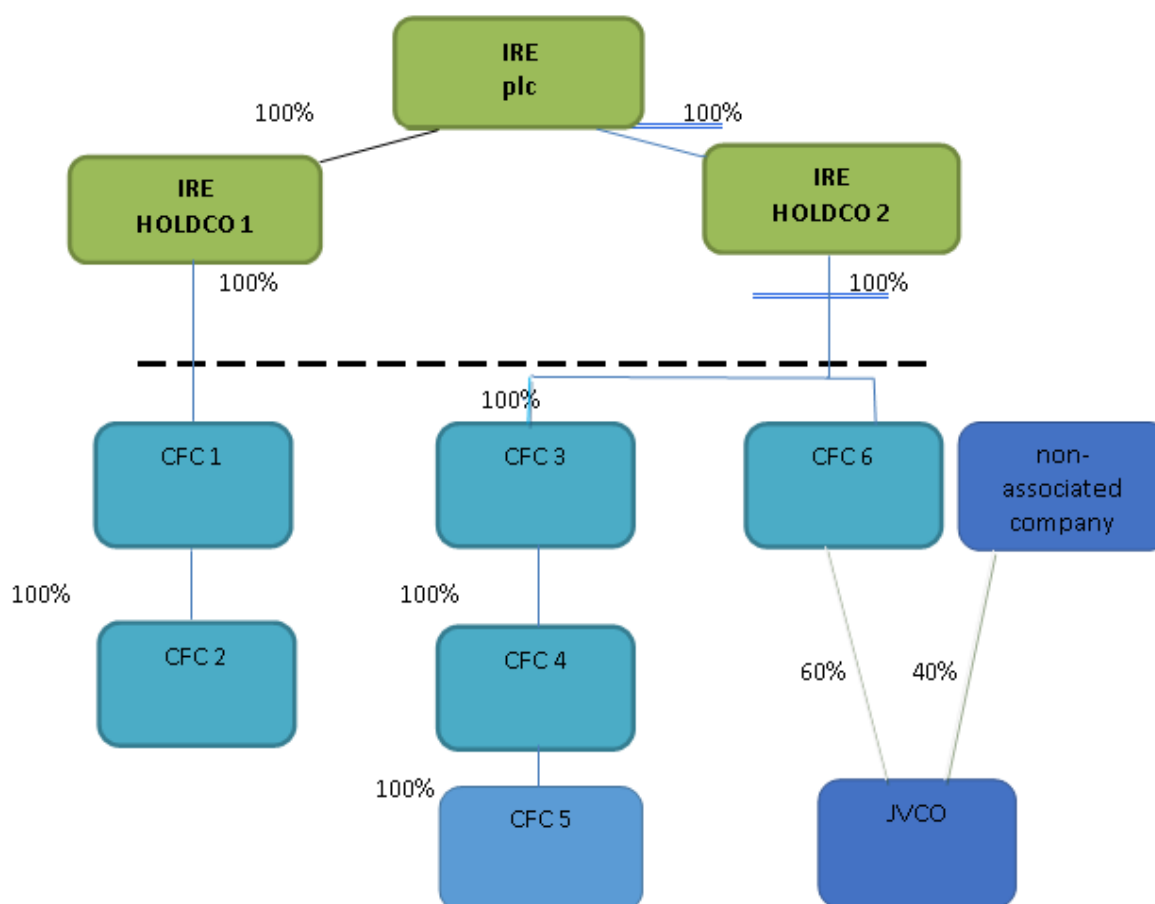 IRE
plc
100%
100%
IRE
HOLDCO 1
IRE
HOLDCO 2
100%
100%
100%
CFC 1
CFC 3
CFC 6
non-
associated
company
100%
100%
CFC 2
CFC 4
60%
40%
100%
CFC 5
JVCO